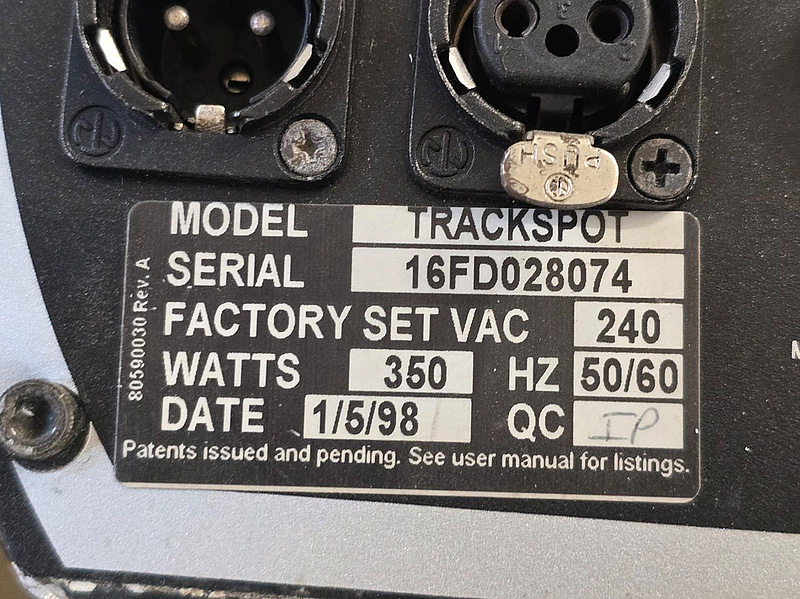 PUSH
MODEL TRACKSPOT
SERIAL 16FD028074
FACTORY SET VAC 240
WATTS 350 HZ 50/60
DATE 1/5/98 QC IP
Patents issued and pending. See user manual for listings.
80590030 Rev. A